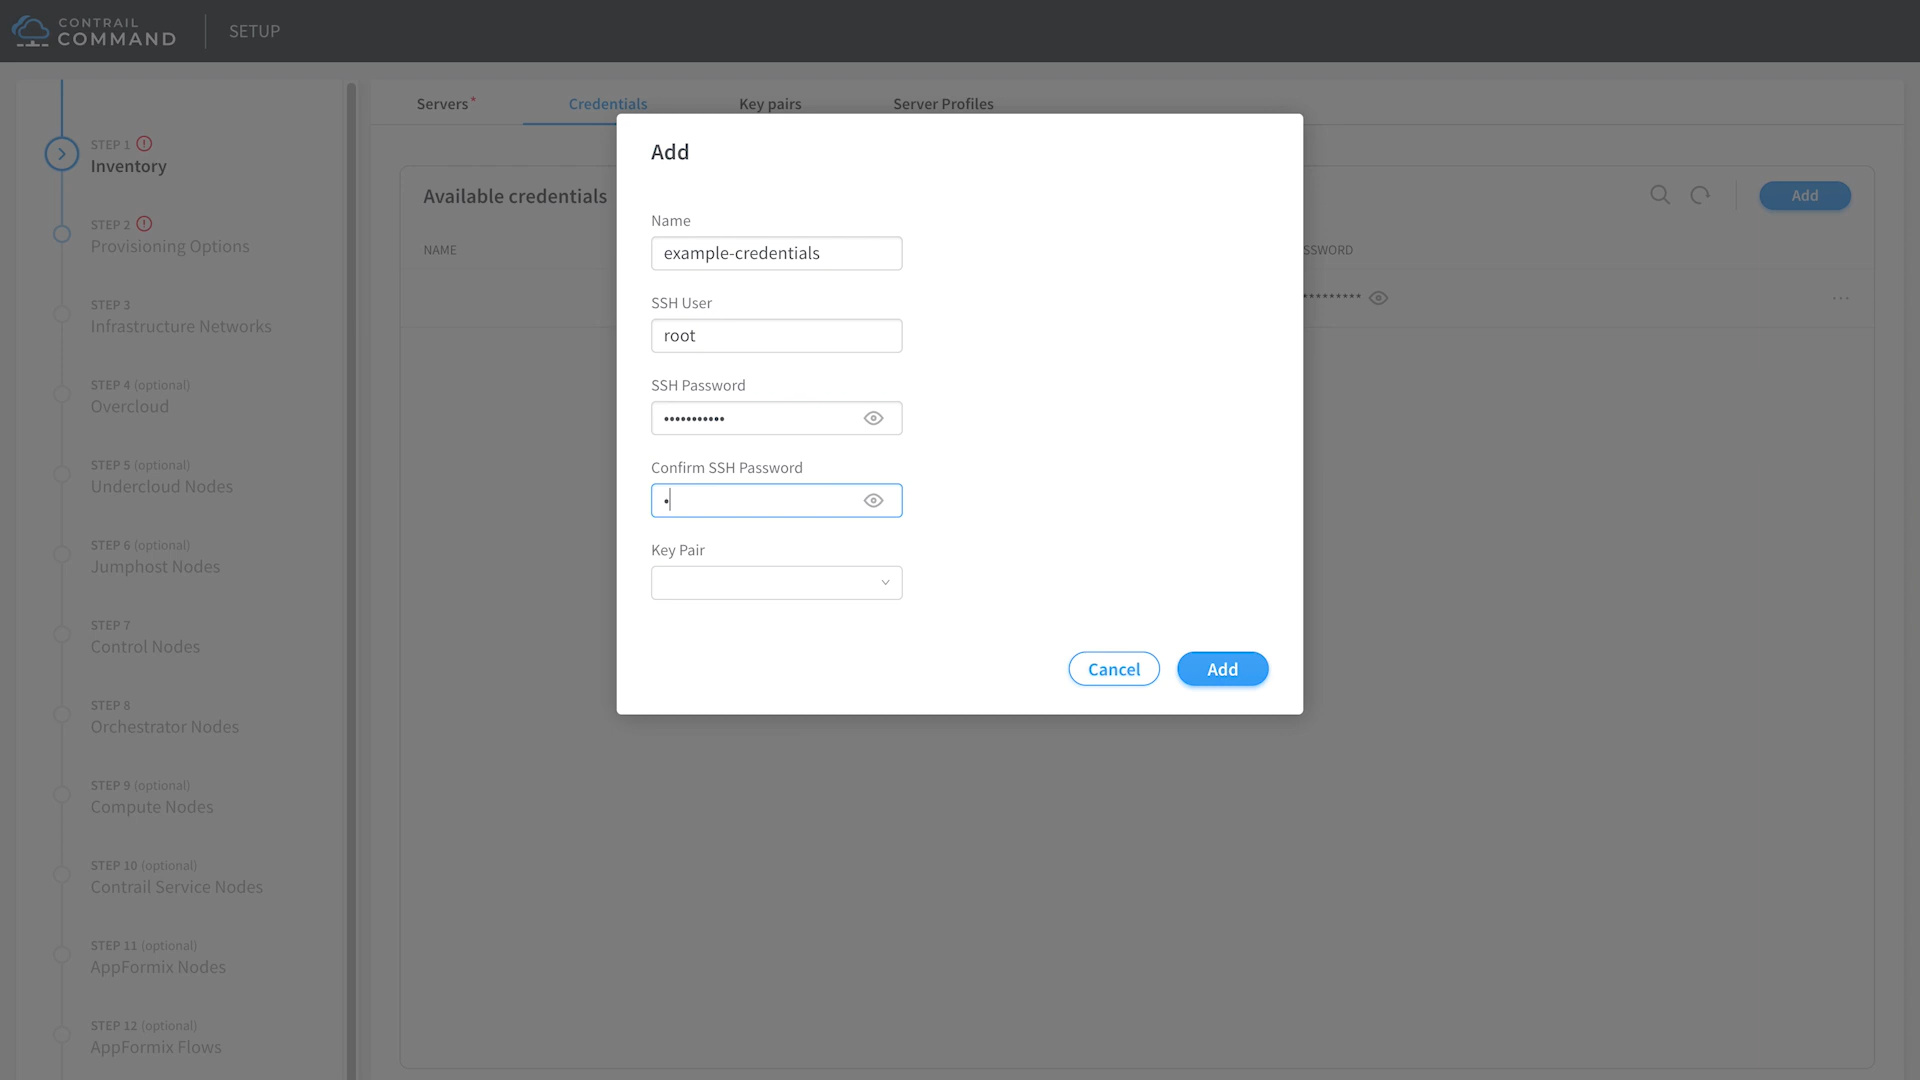 CONTRAIL
COMMAND
SETUP
Servers*
Credentials
Key pairs
Server Profiles
STEP 1
Inventory
STEP 2
Provisioning Options
STEP 3
Infrastructure Networks
STEP 4 (optional)
Overcloud
STEP 5 (optional)
Undercloud Nodes
STEP 6 (optional)
Jumphost Nodes
STEP 7
Control Nodes
STEP 8
Orchestrator Nodes
STEP 9 (optional)
Compute Nodes
STEP 10 (optional)
Contrail Service Nodes
STEP 11 (optional)
AppFormix Nodes
STEP 12 (optional)
AppFormix Flows
Available credentials
Add
NAME
SSWORD
*********
Add
Name
example-credentials
SSH User
root
SSH Password
•••••••••••
Confirm SSH Password
•
Key Pair
Cancel
Add